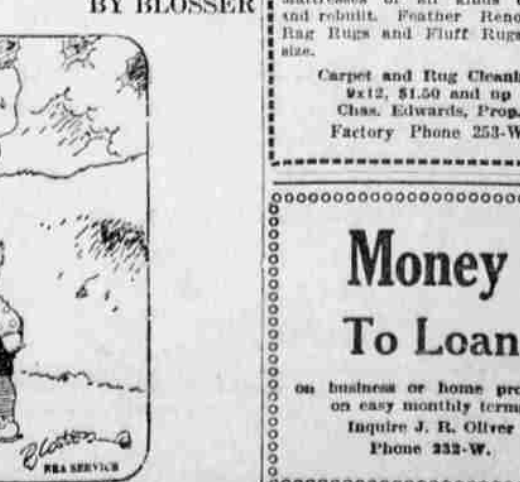 BY BLOSSER
Blosser
NEA SERVICE
and rebuilt. Feather Reno
Rag Rugs and Fluff Rugs
size.
Carpet and Rug Cleani
9x12, $1.50 and up
Chas. Edwards, Prop.
Factory Phone 253-W
Money
To Loan
on business or home pro
on easy monthly term
Inquire J. R. Oliver
Phone 232-W.